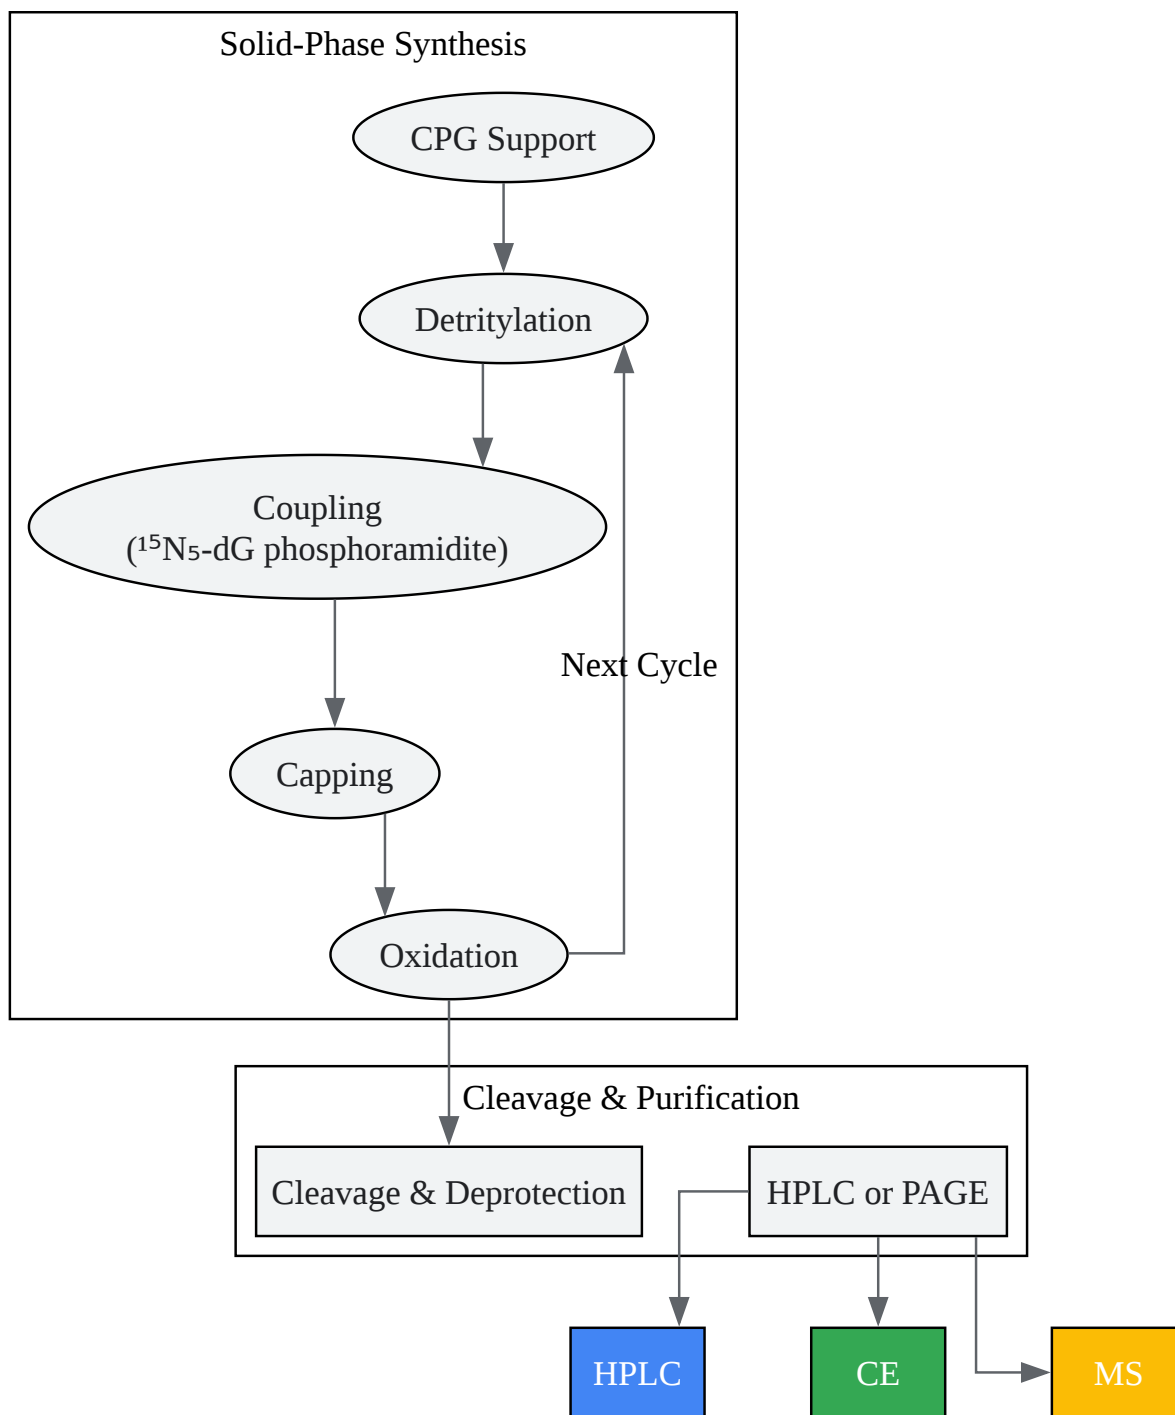 Solid-Phase Synthesis
CPG Support
Detritylation
Coupling
(¹⁵N₅-dG phosphoramidite)
Next Cycle
Capping
Oxidation
Cleavage & Purification
Cleavage & Deprotection
HPLC or PAGE
HPLC
CE
MS